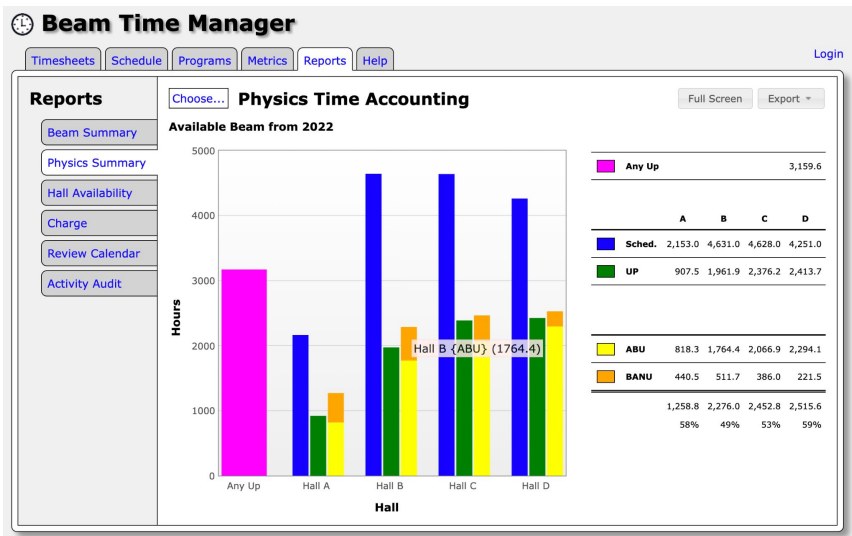 Beam Time Manager
Login
Timesheets Schedule Programs Metrics Reports Help
Reports
Beam Summary
Physics Summary
Hall Availability
Charge
Review Calendar
Activity Audit
Choose... Physics Time Accounting
Full Screen Export
Available Beam from 2022
5000
4000
3000
2000
1000
0
Hours
Hall B {ABU} (1764.4)
Any Up Hall A Hall B Hall C Hall D
Hall
Any Up 3,159.6
A B C D
Sched. 2,153.0 4,631.0 4,628.0 4,251.0
UP 907.5 1,961.9 2,376.2 2,413.7
ABU 818.3 1,764.4 2,066.9 2,294.1
BANU 440.5 511.7 386.0 221.5
1,258.8 2,276.0 2,452.8 2,515.6
58% 49% 53% 59%